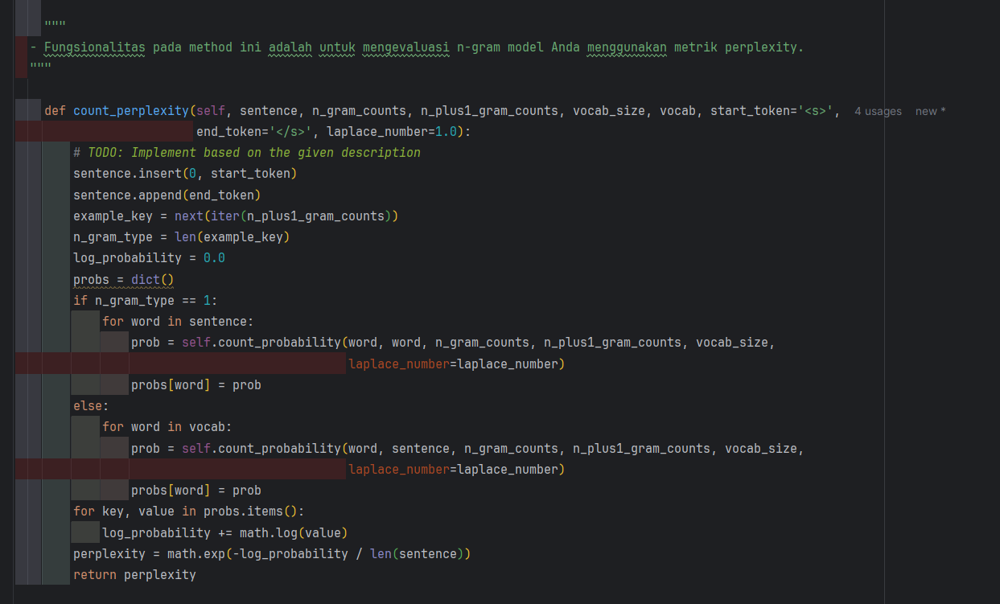 """
- Fungsionalitas pada method ini adalah untuk mengevaluasi n-gram model Anda menggunakan metrik perplexity.
"""
def count_perplexity(self, sentence, n_gram_counts, n_plus1_gram_counts, vocab_size, vocab, start_token='<s>', 4 usages new *
end_token='</s>', laplace_number=1.0):
# TODO: Implement based on the given description
sentence.insert(0, start_token)
sentence.append(end_token)
example_key = next(iter(n_plus1_gram_counts))
n_gram_type = len(example_key)
log_probability = 0.0
probs = dict()
if n_gram_type == 1:
for word in sentence:
prob = self.count_probability(word, word, n_gram_counts, n_plus1_gram_counts, vocab_size,
laplace_number=laplace_number)
probs[word] = prob
else:
for word in vocab:
prob = self.count_probability(word, sentence, n_gram_counts, n_plus1_gram_counts, vocab_size,
laplace_number=laplace_number)
probs[word] = prob
for key, value in probs.items():
log_probability += math.log(value)
perplexity = math.exp(-log_probability / len(sentence))
return perplexity